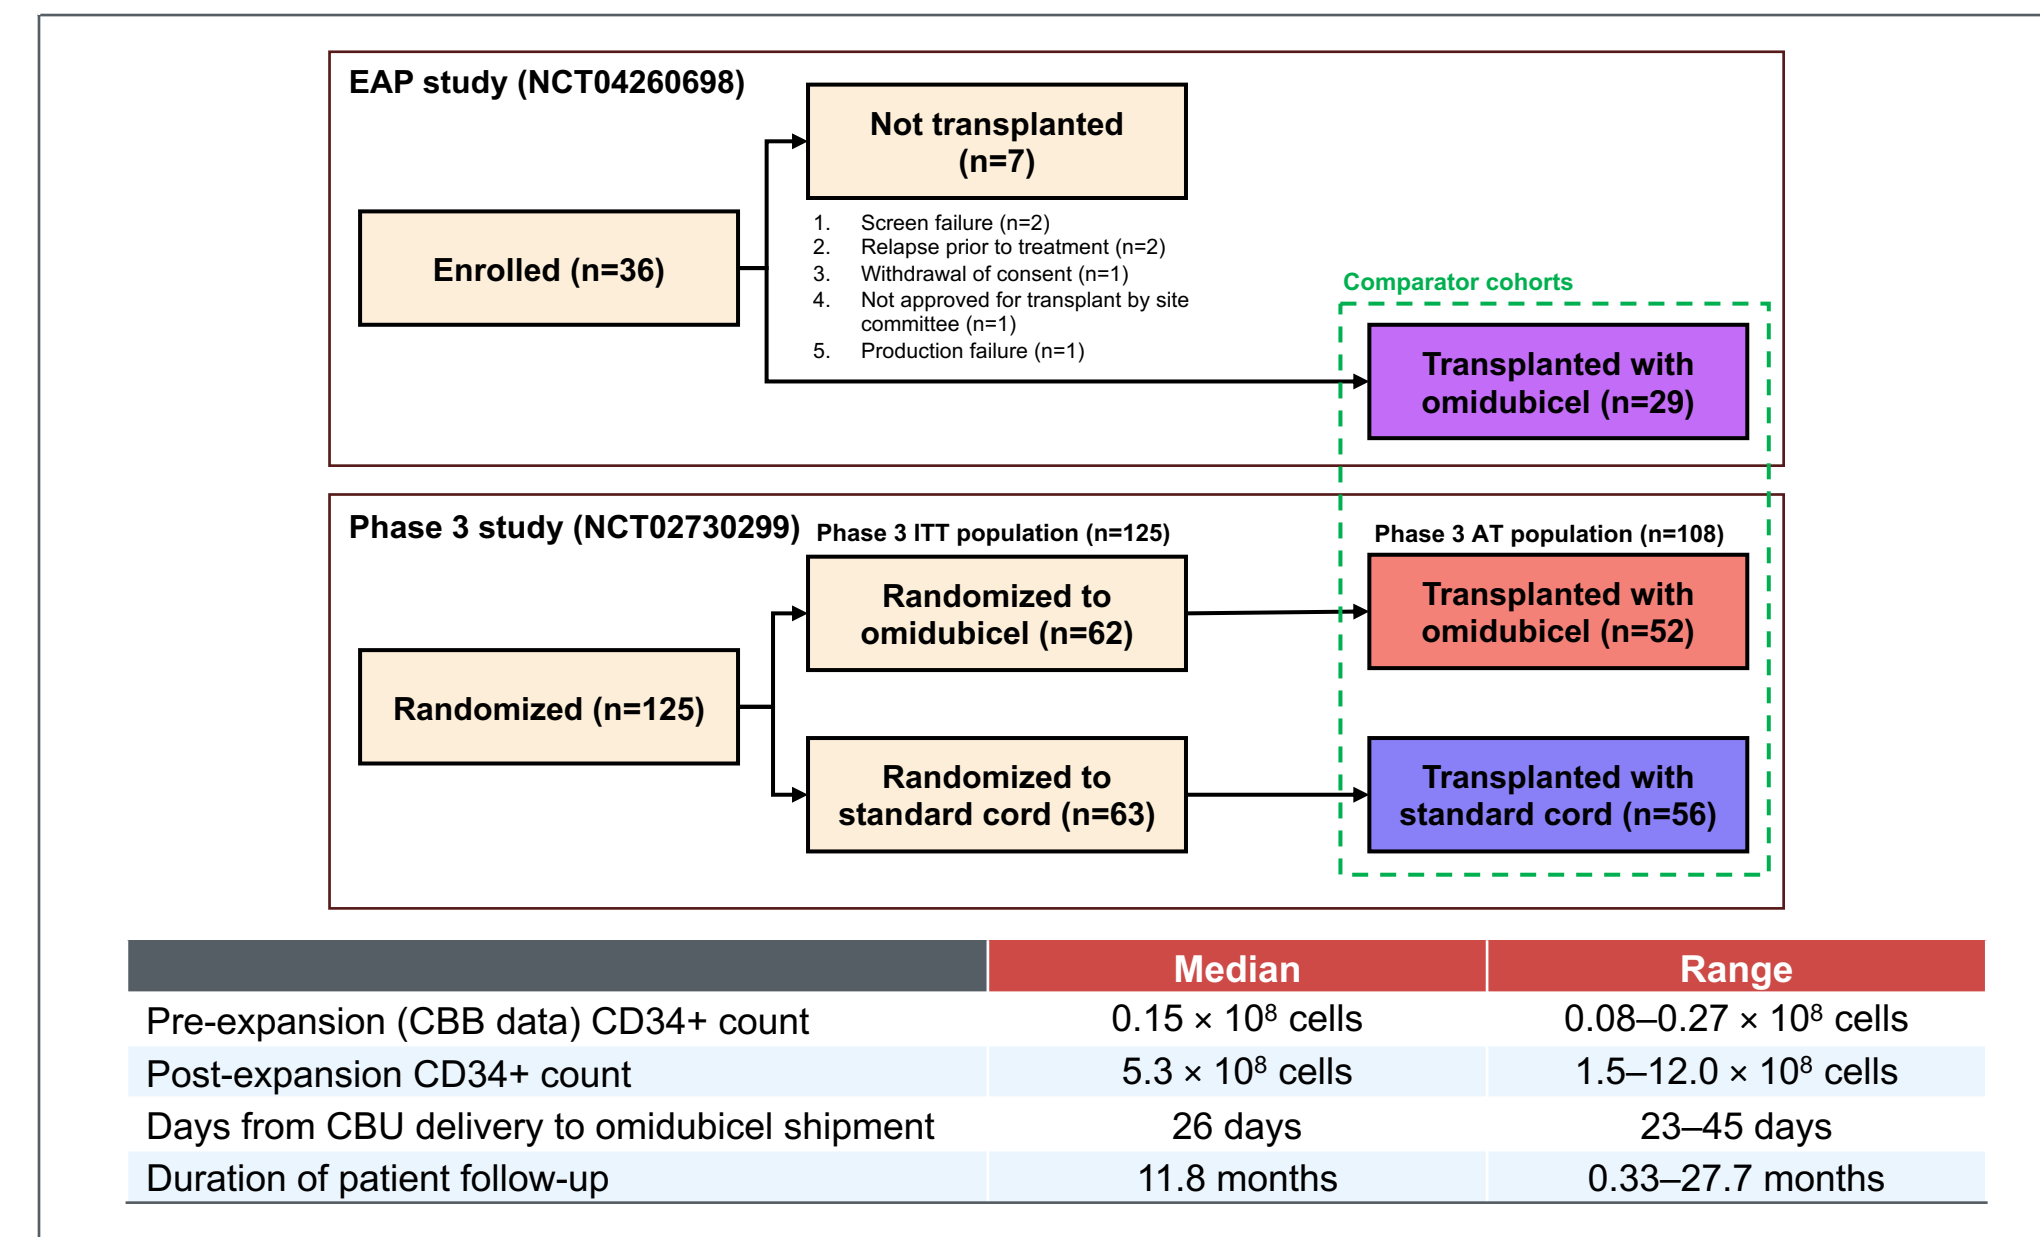 EAP study (NCT04260698)
Not transplanted
(n=7)
Enrolled (n=36)
1. Screen failure (n=2)
2. Relapse prior to treatment (n=2)
3. Withdrawal of consent (n=1)
4. Not approved for transplant by site
committee (n=1)
5. Production failure (n=1)
Comparator cohorts
Transplanted with
omidubicel (n=29)
Phase 3 study (NCT02730299)
Phase 3 ITT population (n=125)
Phase 3 AT population (n=108)
Randomized to
omidubicel (n=62)
Transplanted with
omidubicel (n=52)
Randomized (n=125)
Randomized to
standard cord (n=63)
Transplanted with
standard cord (n=56)
Median Range
Pre-expansion (CBB data) CD34+ count 0.15 × 10⁸ cells 0.08–0.27 × 10⁸ cells
Post-expansion CD34+ count 5.3 × 10⁸ cells 1.5–12.0 × 10⁸ cells
Days from CBU delivery to omidubicel shipment 26 days 23–45 days
Duration of patient follow-up 11.8 months 0.33–27.7 months